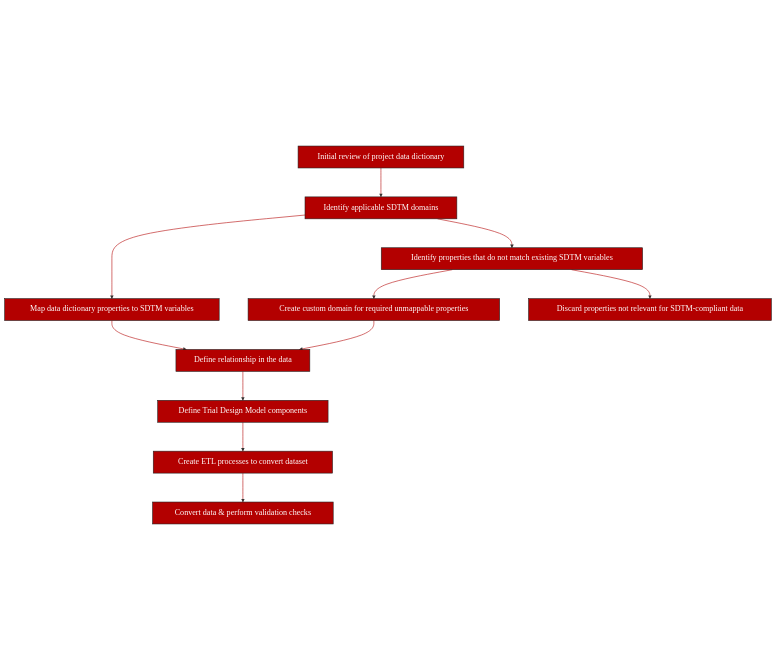 Initial review of project data dictionary
Identify applicable SDTM domains
Identify properties that do not match existing SDTM variables
Map data dictionary properties to SDTM variables
Create custom domain for required unmappable properties
Discard properties not relevant for SDTM-compliant data
Define relationship in the data
Define Trial Design Model components
Create ETL processes to convert dataset
Convert data & perform validation checks